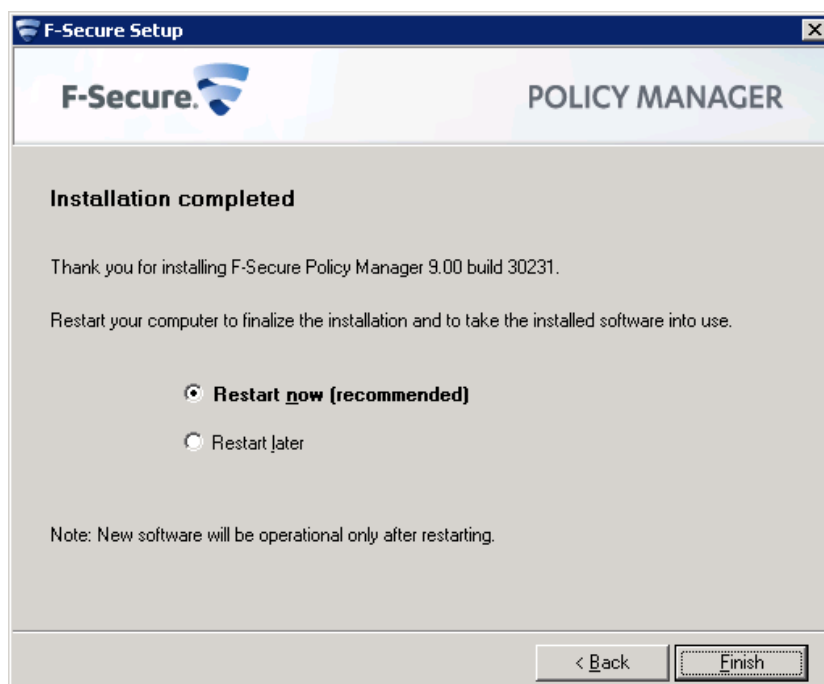 F-Secure Setup
F-Secure.
POLICY MANAGER
Installation completed
Thank you for installing F-Secure Policy Manager 9.00 build 30231.
Restart your computer to finalize the installation and to take the installed software into use.
Restart now (recommended)
Restart later
Note: New software will be operational only after restarting.
< Back
Finish